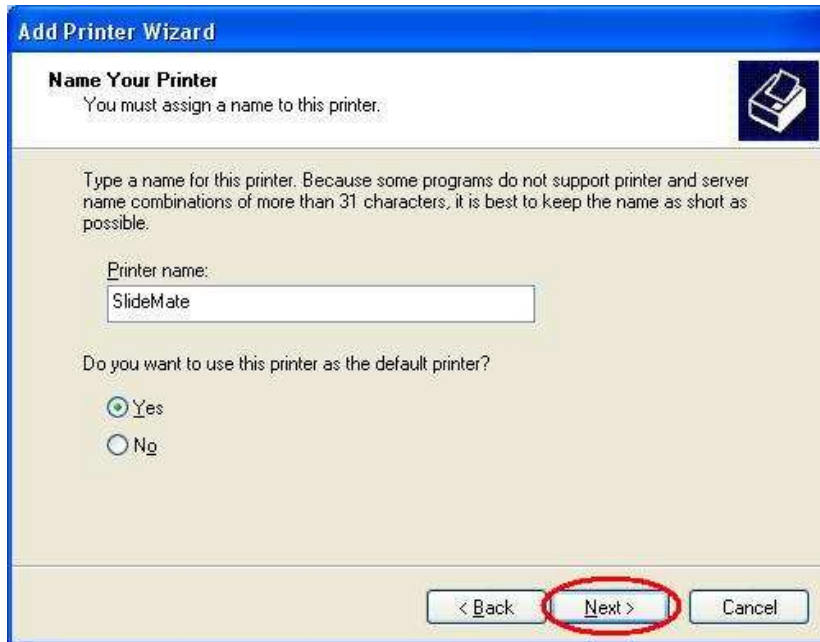 Add Printer Wizard
Name Your Printer
You must assign a name to this printer.
Type a name for this printer. Because some programs do not support printer and server
name combinations of more than 31 characters, it is best to keep the name as short as
possible.
Printer name:
SlideMate
Do you want to use this printer as the default printer?
Yes
No
< Back Next > Cancel